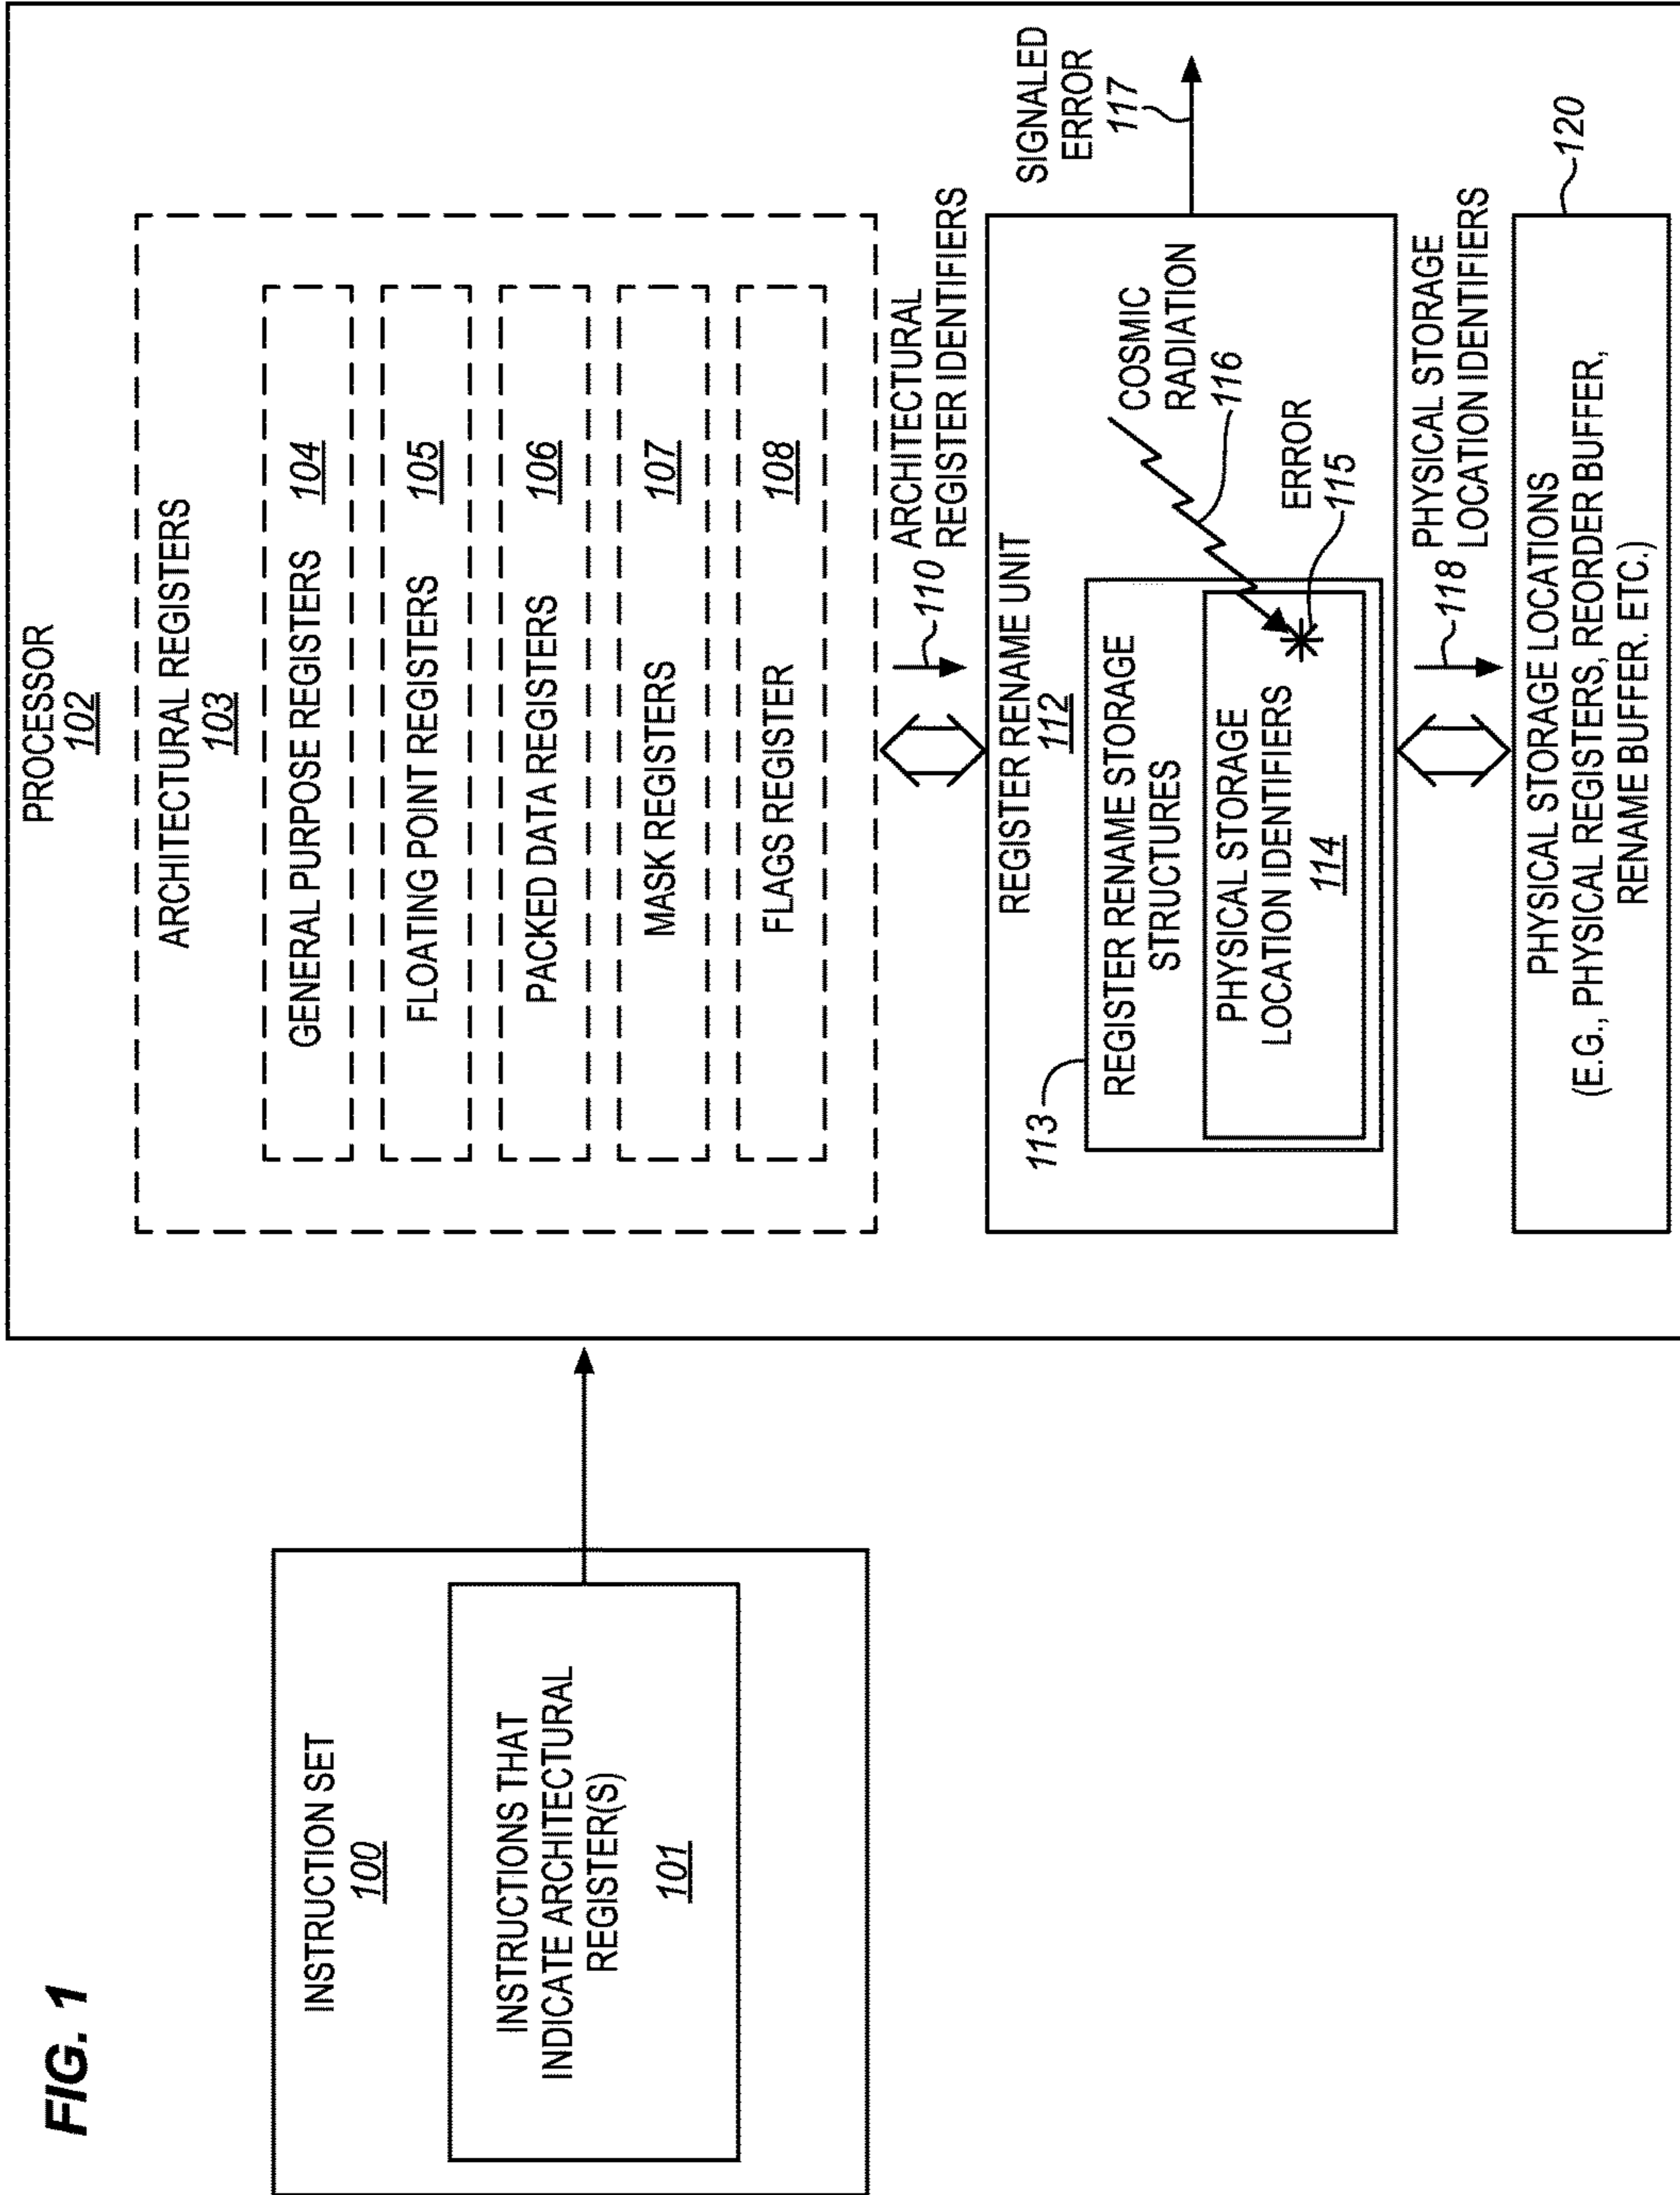 FIG. 1
INSTRUCTION SET
100
INSTRUCTIONS THAT
INDICATE ARCHITECTURAL
REGISTER(S)
101
PROCESSOR
102
ARCHITECTURAL REGISTERS
103
GENERAL PURPOSE REGISTERS 104
FLOATING POINT REGISTERS 105
PACKED DATA REGISTERS 106
MASK REGISTERS 107
FLAGS REGISTER 108
110
ARCHITECTURAL
REGISTER IDENTIFIERS
REGISTER RENAME UNIT
112
113
REGISTER RENAME STORAGE
STRUCTURES
PHYSICAL STORAGE
LOCATION IDENTIFIERS
114
COSMIC
RADIATION
116
ERROR
115
SIGNALED
ERROR
117
118
PHYSICAL STORAGE
LOCATION IDENTIFIERS
PHYSICAL STORAGE LOCATIONS
(E.G., PHYSICAL REGISTERS, REORDER BUFFER,
RENAME BUFFER. ETC.)
120